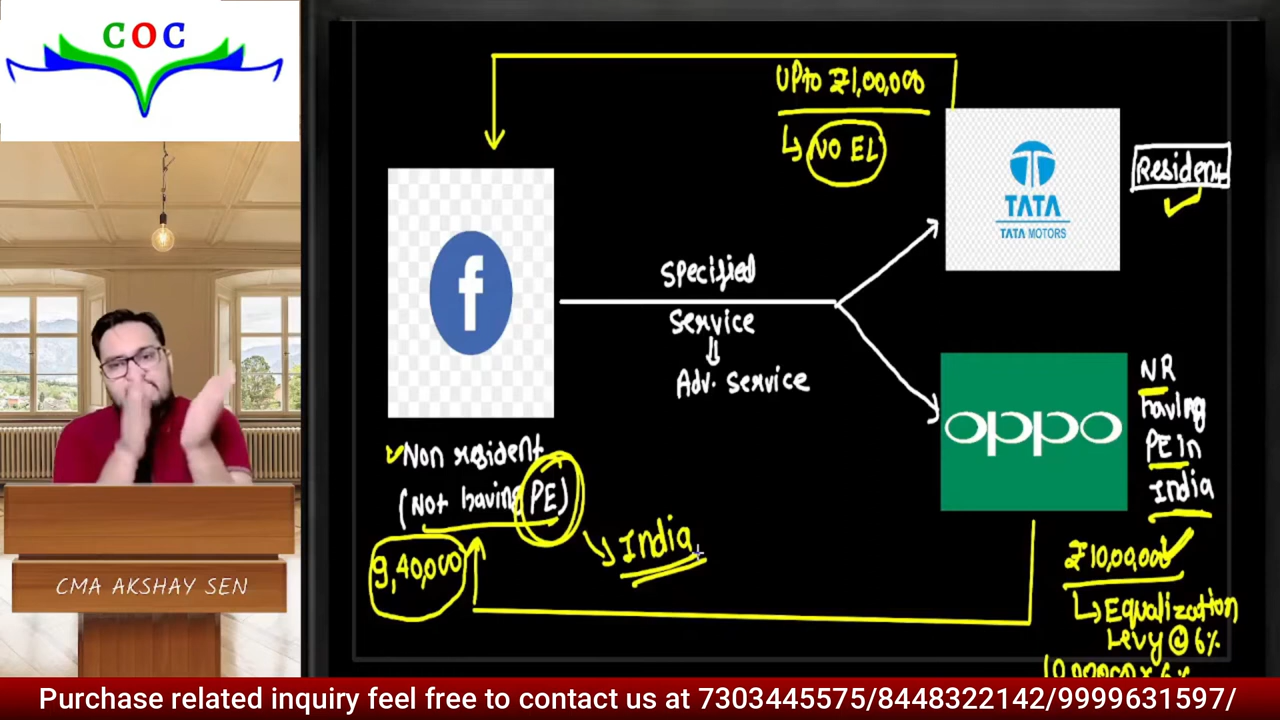 COC
UPto ₹1,00,000
NO EL
TATA
TATA MOTORS
Resident
f
Specified
Service
Adv. Service
oppo
NR
having
PE In
India
Non resident
(Not having PE)
India
9,40,000
₹10,00,000
Equalization
Levy @ 6%
CMA AKSHAY SEN
Purchase related inquiry feel free to contact us at 7303445575/8448322142/9999631597/